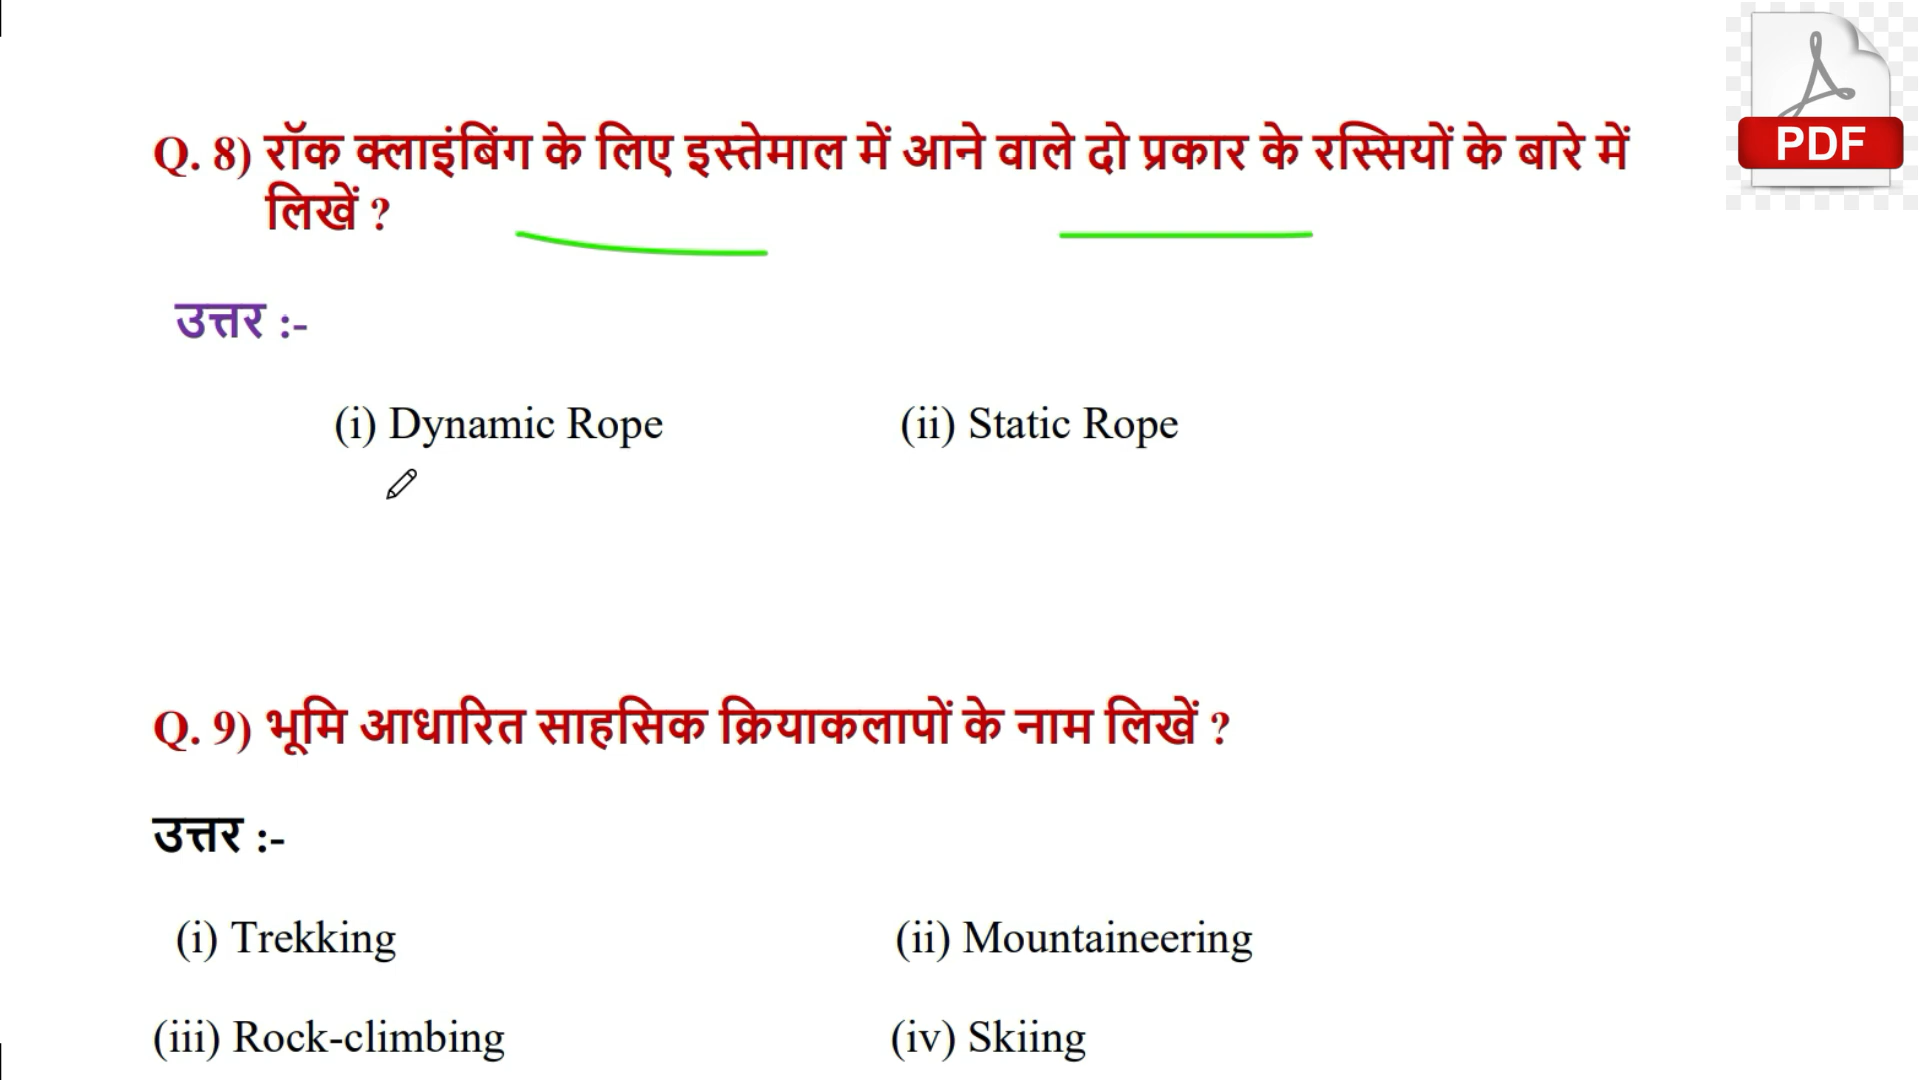 PDF
Q. 8) रॉक क्लाइंबिंग के लिए इस्तेमाल में आने वाले दो प्रकार के रस्सियों के बारे में
लिखें ?
उत्तर :-
(i) Dynamic Rope (ii) Static Rope
Q. 9) भूमि आधारित साहसिक क्रियाकलापों के नाम लिखें ?
उत्तर :-
(i) Trekking (ii) Mountaineering
(iii) Rock-climbing (iv) Skiing